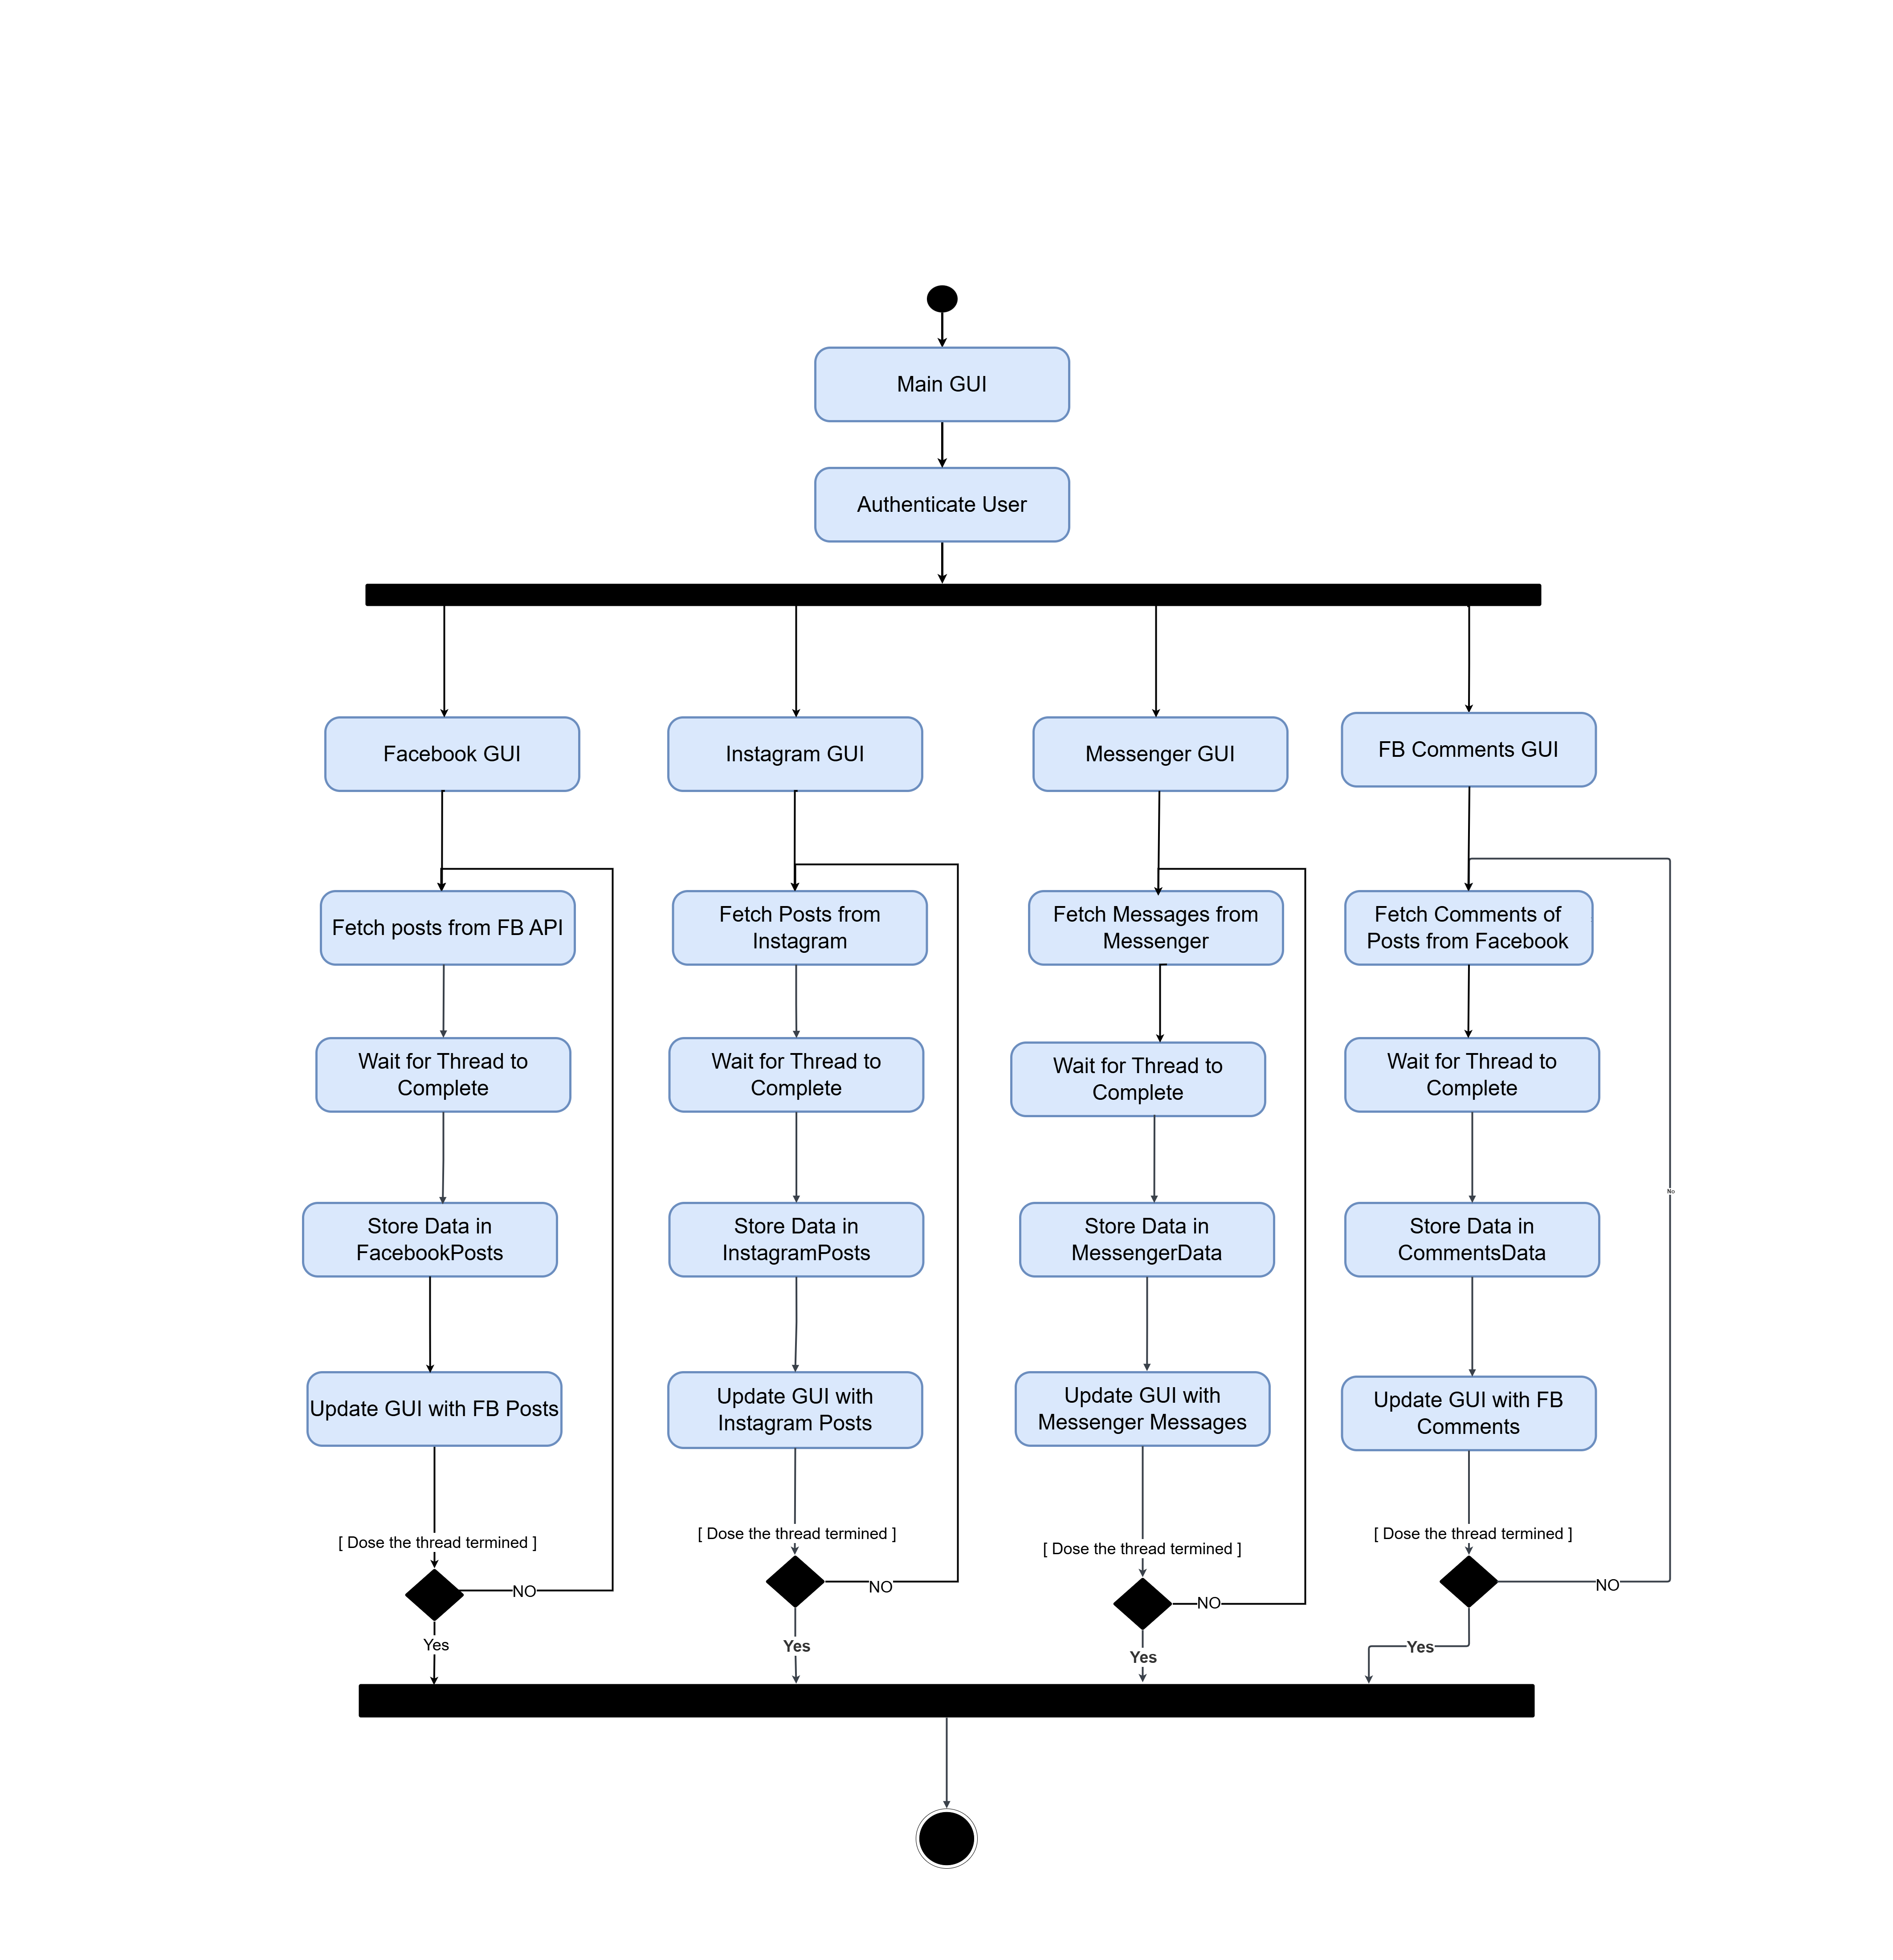 Main GUI
Authenticate User
Facebook GUI
Instagram GUI
Messenger GUI
FB Comments GUI
Fetch posts from FB API
Fetch Posts from
Instagram
Fetch Messages from
Messenger
Fetch Comments of
Posts from Facebook
Wait for Thread to
Complete
Wait for Thread to
Complete
Wait for Thread to
Complete
Wait for Thread to
Complete
No
Store Data in
FacebookPosts
Store Data in
InstagramPosts
Store Data in
MessengerData
Store Data in
CommentsData
Update GUI with FB Posts
Update GUI with
Instagram Posts
Update GUI with
Messenger Messages
Update GUI with FB
Comments
[ Dose the thread termined ]
[ Dose the thread termined ]
[ Dose the thread termined ]
[ Dose the thread termined ]
NO
NO
NO
NO
Yes
Yes
Yes
Yes